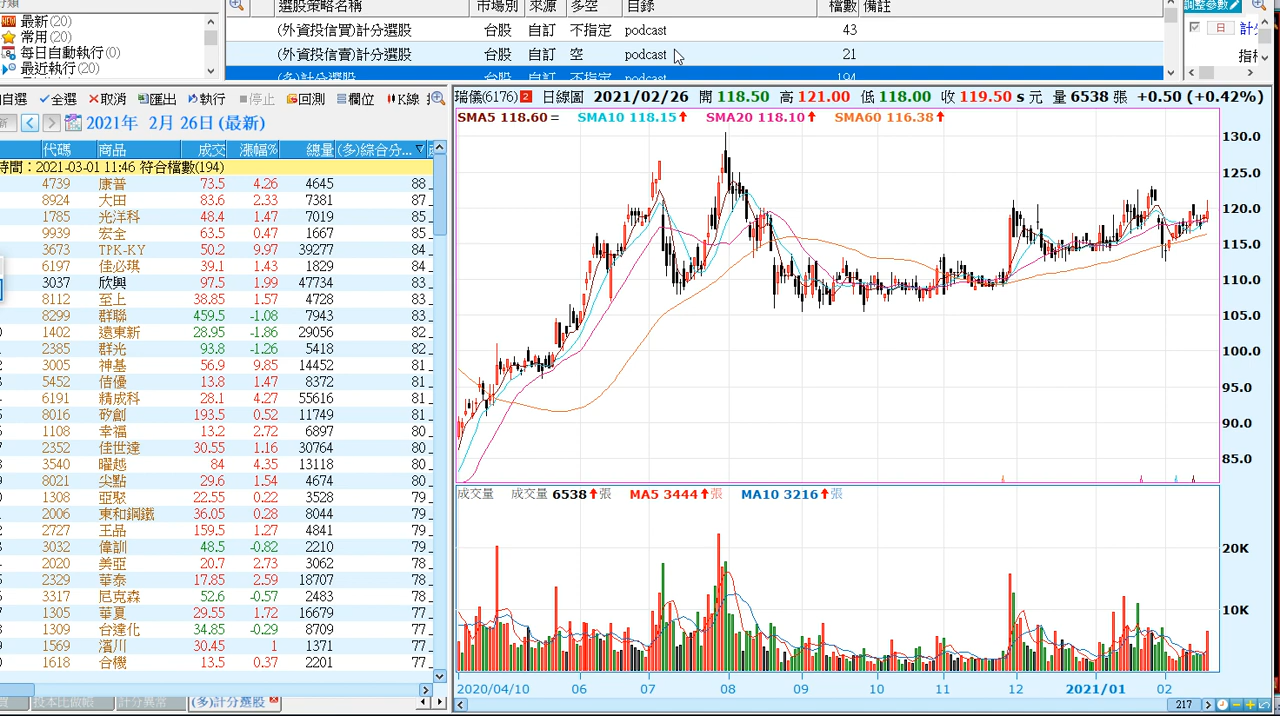 選股策略名稱 市場別 來源 多空 目錄 檔數 備註 調整參數
最新(20)
常用(20)
每日自動執行(0)
最近執行(20)
(外資投信買)計分選股 台股 自訂 不指定 podcast 43
(外資投信賣)計分選股 台股 自訂 空 podcast 21
(多)計分選股 台股 自訂 不指定 podcast 194
日
自選 全選 取消 匯出 執行 停止 回測 欄位 K線
瑞儀(6176) 2 日線圖 2021/02/26 開 118.50 高 121.00 低 118.00 收 119.50 s 元 量 6538 張 +0.50 (+0.42%)
2021年 2月 26日 (最新)
SMA5 118.60 = SMA10 118.15 SMA20 118.10 SMA60 116.38
代碼 商品 成交 漲幅% 總量 (多)綜合分...
時間：2021-03-01 11:46 符合檔數(194)
4739 康普 73.5 4.26 4645 88
8924 大田 83.6 2.33 7381 87
1785 光洋科 48.4 1.47 7019 85
9939 宏全 63.5 0.47 1667 85
3673 TPK-KY 50.2 9.97 39277 84
6197 佳必琪 39.1 1.43 1829 84
3037 欣興 97.5 1.99 47734 83
8112 至上 38.85 1.57 4728 83
8299 群聯 459.5 -1.08 7943 83
1402 遠東新 28.95 -1.86 29056 82
2385 群光 93.8 -1.26 5418 82
3005 神基 56.9 9.85 14452 81
5452 佶優 13.8 1.47 8372 81
6191 精成科 28.1 4.27 55616 81
8016 矽創 193.5 0.52 11749 81
1108 幸福 13.2 2.72 6897 80
2352 佳世達 30.55 1.16 30764 80
3540 曜越 84 4.35 13118 80
8021 尖點 29.6 1.54 4674 80
1308 亞聚 22.55 0.22 3528 79
2006 東和鋼鐵 36.05 0.28 8044 79
2727 王品 159.5 1.27 4841 79
3032 偉訓 48.5 -0.82 2210 79
2020 美亞 20.7 2.73 3062 78
2329 華泰 17.85 2.59 18707 78
3317 尼克森 52.6 -0.57 2483 78
1305 華夏 29.55 1.72 16679 77
1309 台達化 34.85 -0.29 8709 77
1569 濱川 30.45 1 1371 77
1618 合機 13.5 0.37 2201 77
130.0
125.0
120.0
115.0
110.0
105.0
100.0
95.0
90.0
85.0
成交量 成交量 6538 張 MA5 3444 張 MA10 3216 張
20K
10K
2020/04/10 06 07 08 09 10 11 12 2021/01 02
計分異常 (多)計分選股
217